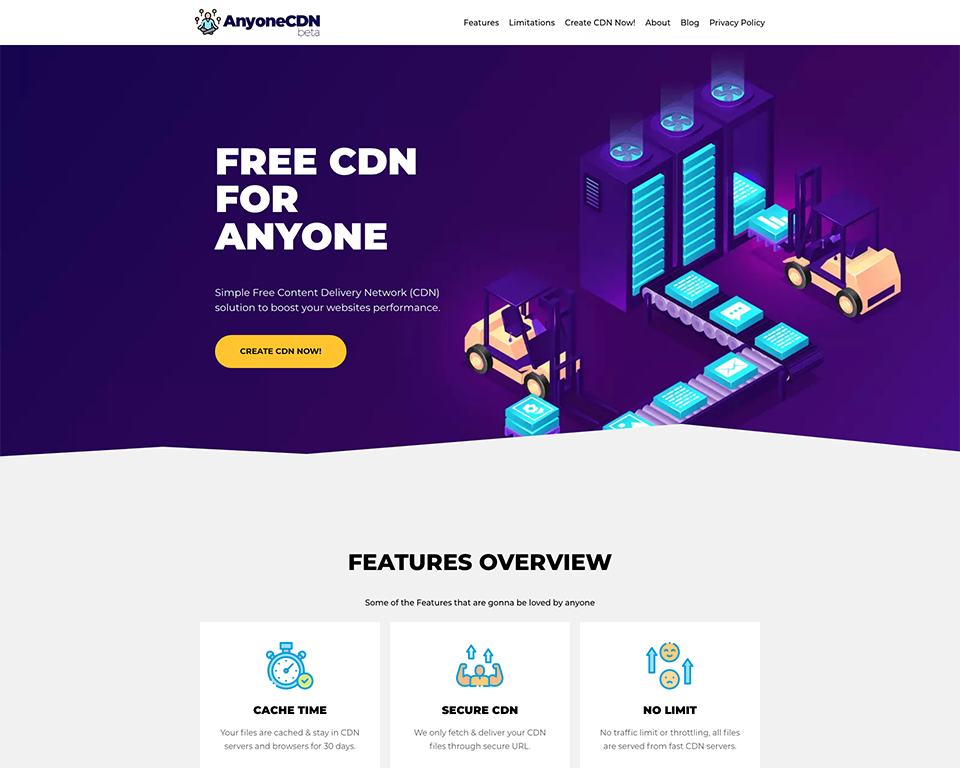 AnyoneCDN
beta
Features Limitations Create CDN Now! About Blog Privacy Policy
FREE CDN
FOR
ANYONE
Simple Free Content Delivery Network (CDN)
solution to boost your websites performance.
CREATE CDN NOW!
FEATURES OVERVIEW
Some of the Features that are gonna be loved by anyone
CACHE TIME
Your files are cached & stay in CDN
servers and browsers for 30 days.
SECURE CDN
We only fetch & deliver your CDN
files through secure URL.
NO LIMIT
No traffic limit or throttling, all files
are served from fast CDN servers.